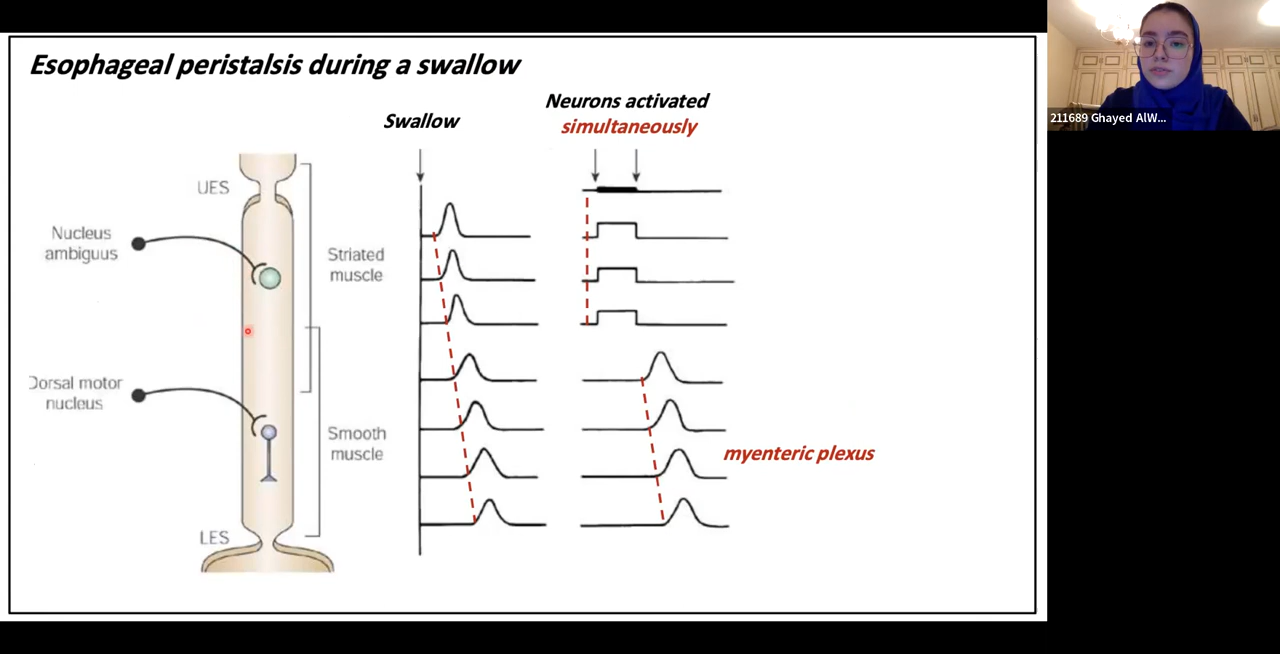 Esophageal peristalsis during a swallow
Swallow
Neurons activated
simultaneously
UES
Nucleus
ambiguus
Striated
muscle
Dorsal motor
nucleus
Smooth
muscle
myenteric plexus
LES
211689 Ghayed AlW...